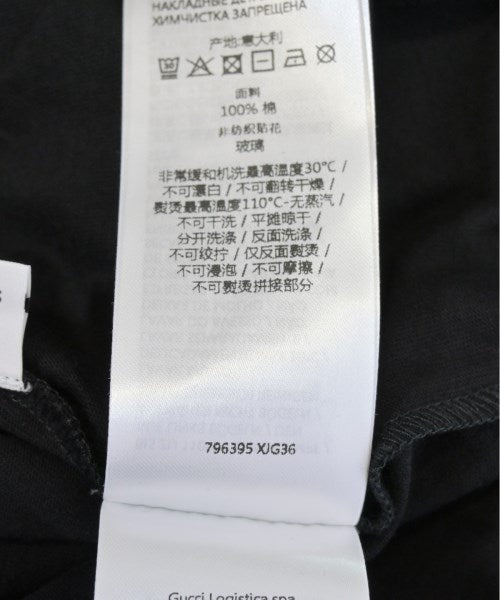 НАКЛАДНЫЕ
ХИМЧИСТКА ЗАПРЕЩЕНА
产地:意大利
面料
100% 棉
非纺织贴花
玻璃
非常缓和机洗最高温度30°C /
不可漂白 / 不可翻转干燥 /
熨烫最高温度110°C-无蒸汽 /
不可干洗 / 平摊晾干 /
分开洗涤 / 反面洗涤 /
不可绞拧 / 仅反面熨烫 /
不可浸泡 / 不可摩擦 /
不可熨烫拼接部分
796395 XJG36
Gucci Logistica spa